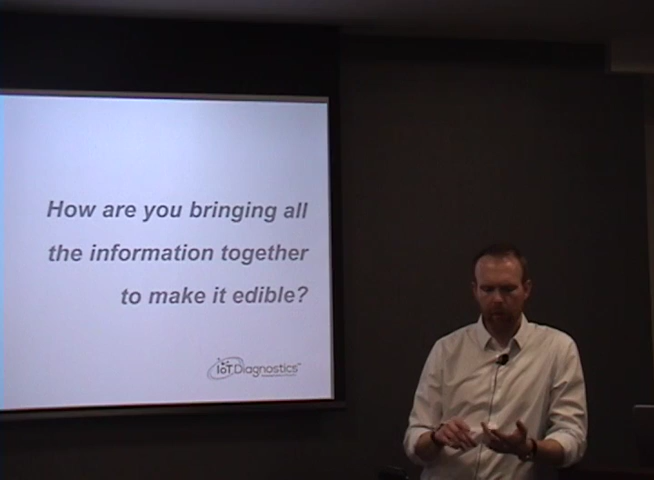 How are you bringing all
the information together
to make it edible?
IoT Diagnostics